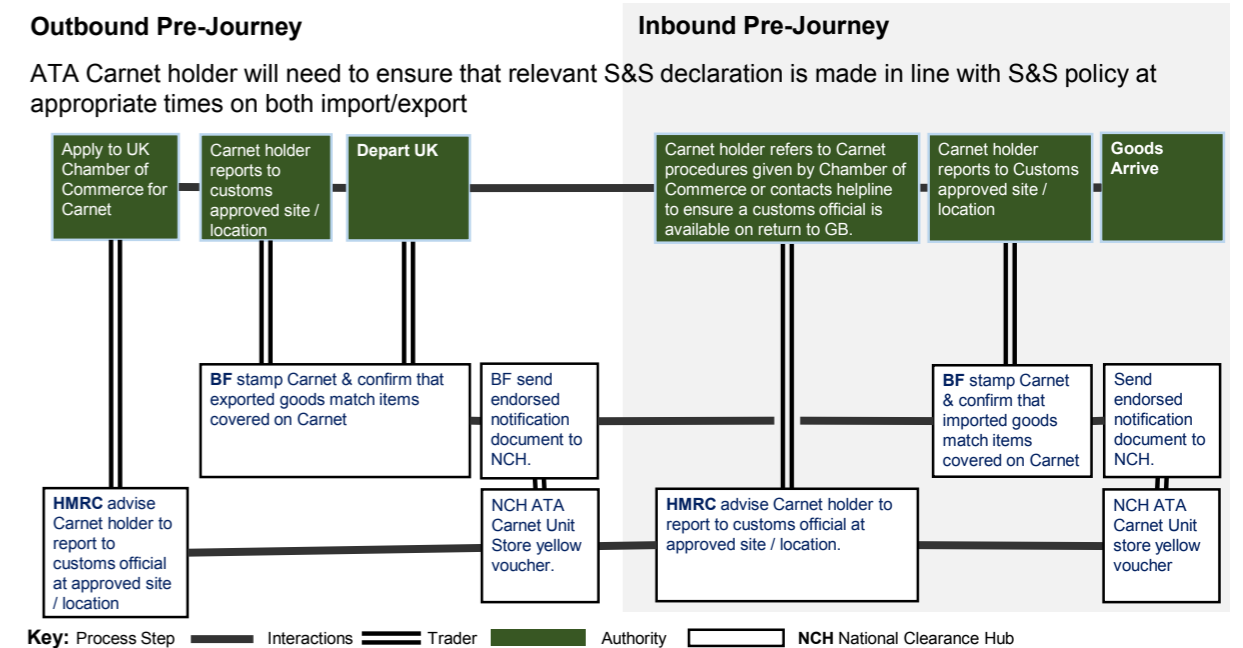 Outbound Pre-Journey
Inbound Pre-Journey
ATA Carnet holder will need to ensure that relevant S&S declaration is made in line with S&S policy at
appropriate times on both import/export
Apply to UK
Chamber of
Commerce for
Carnet
Carnet holder
reports to
customs
approved site /
location
Depart UK
Carnet holder refers to Carnet
procedures given by Chamber of
Commerce or contacts helpline
to ensure a customs official is
available on return to GB.
Carnet holder
reports to Customs
approved site /
location
Goods
Arrive
BF stamp Carnet & confirm that
exported goods match items
covered on Carnet
BF send
endorsed
notification
document to
NCH.
BF stamp Carnet
& confirm that
imported goods
match items
covered on Carnet
Send
endorsed
notification
document to
NCH.
HMRC advise
Carnet holder to
report to
customs official
at approved site
/ location
NCH ATA
Carnet Unit
Store yellow
voucher.
HMRC advise Carnet holder to
report to customs official at
approved site / location.
NCH ATA
Carnet Unit
store yellow
voucher
Key: Process Step Interactions Trader Authority NCH National Clearance Hub